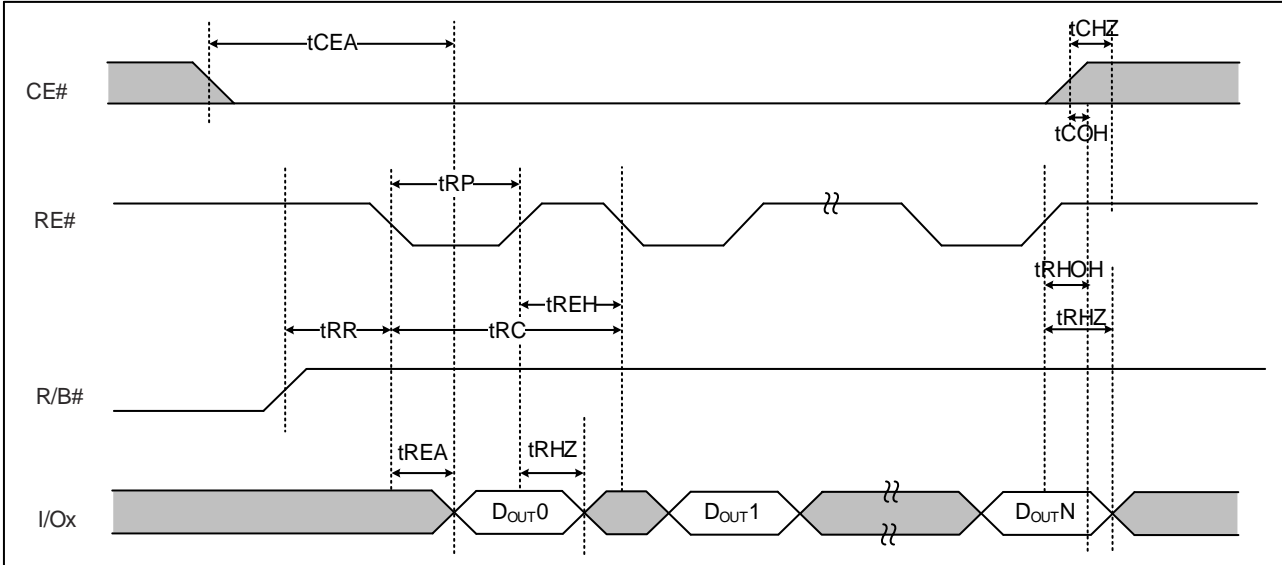 tCEA
tCHZ
CE#
tCOH
tRP
RE#
tRHOH
tREH
tRR
tRC
tRHZ
R/B#
tREA
tRHZ
I/Ox
DOUT0
DOUT1
DOUTN